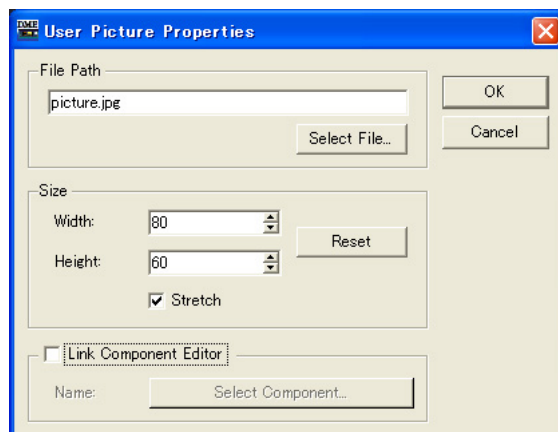 DME
User Picture Properties
File Path
picture.jpg
Select File...
OK
Cancel
Size
Width: 80
Height: 60
Reset
Stretch
Link Component Editor
Name: Select Component...